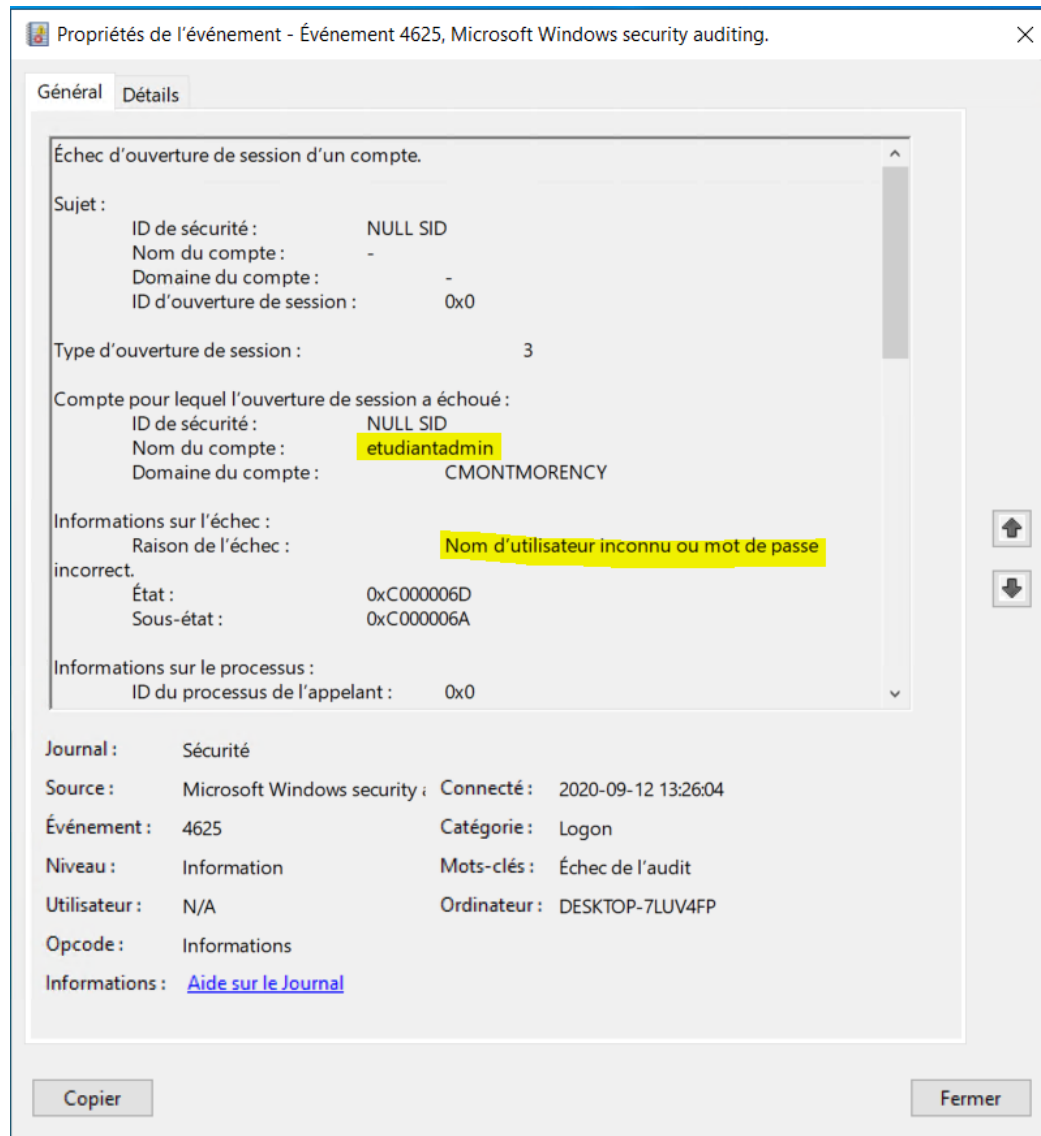 Propriétés de l'événement - Événement 4625, Microsoft Windows security auditing.
Général Détails
Échec d'ouverture de session d'un compte.
Sujet :
ID de sécurité : NULL SID
Nom du compte : -
Domaine du compte : -
ID d'ouverture de session : 0x0
Type d'ouverture de session : 3
Compte pour lequel l'ouverture de session a échoué :
ID de sécurité : NULL SID
Nom du compte : etudiantadmin
Domaine du compte : CMONTMORENCY
Informations sur l'échec :
Raison de l'échec : Nom d'utilisateur inconnu ou mot de passe
incorrect.
État : 0xC000006D
Sous-état : 0xC000006A
Informations sur le processus :
ID du processus de l'appelant : 0x0
Journal : Sécurité
Source : Microsoft Windows security a Connecté : 2020-09-12 13:26:04
Événement : 4625 Catégorie : Logon
Niveau : Information Mots-clés : Échec de l'audit
Utilisateur : N/A Ordinateur : DESKTOP-7LUV4FP
Opcode : Informations
Informations : Aide sur le Journal
Copier Fermer